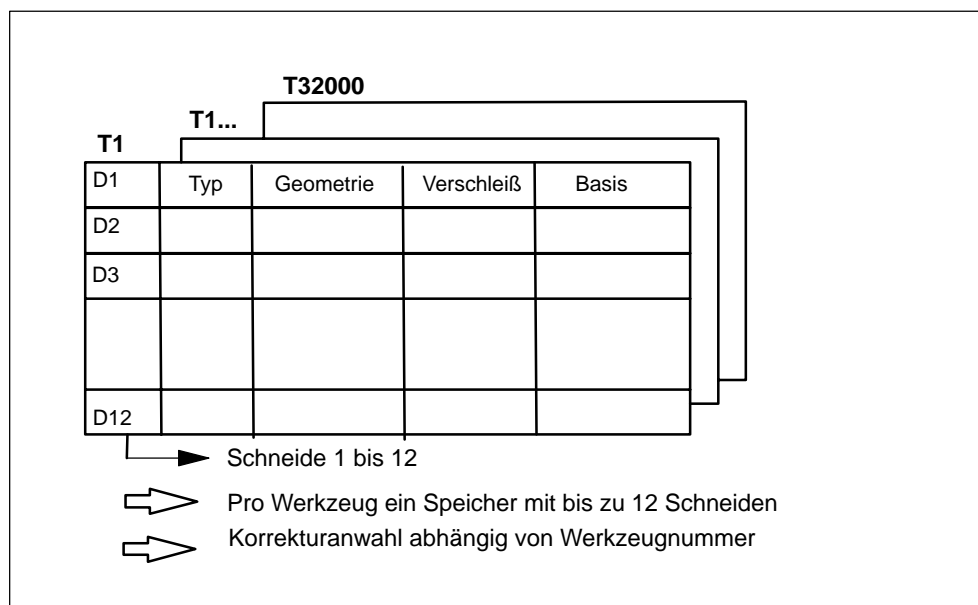 T32000
T1...
T1
D1 Typ Geometrie Verschleiß Basis
D2
D3
D12
Schneide 1 bis 12
Pro Werkzeug ein Speicher mit bis zu 12 Schneiden
Korrekturanwahl abhängig von Werkzeugnummer